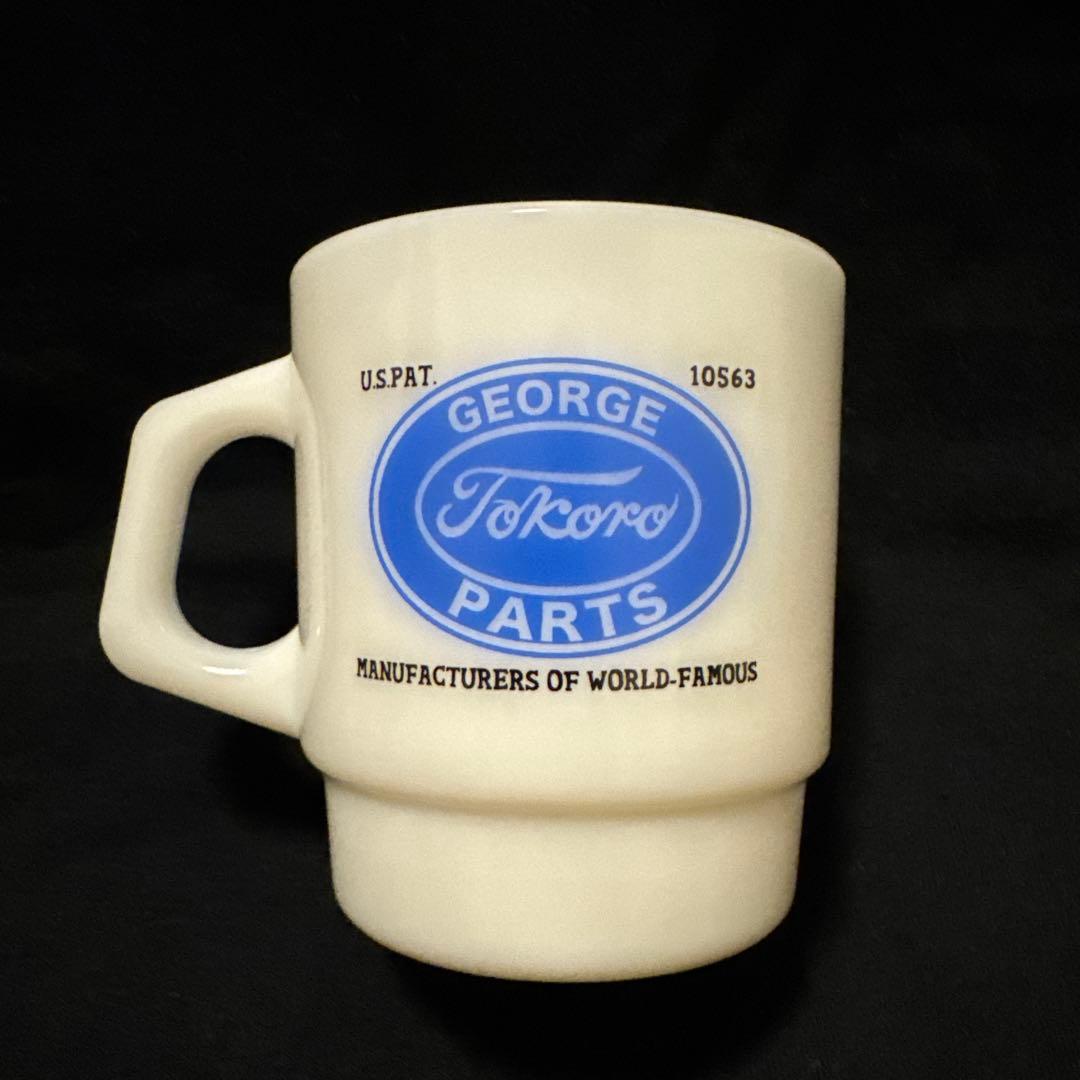 U.S.PAT. 10563
GEORGE
Tokoro
PARTS
MANUFACTURERS OF WORLD-FAMOUS